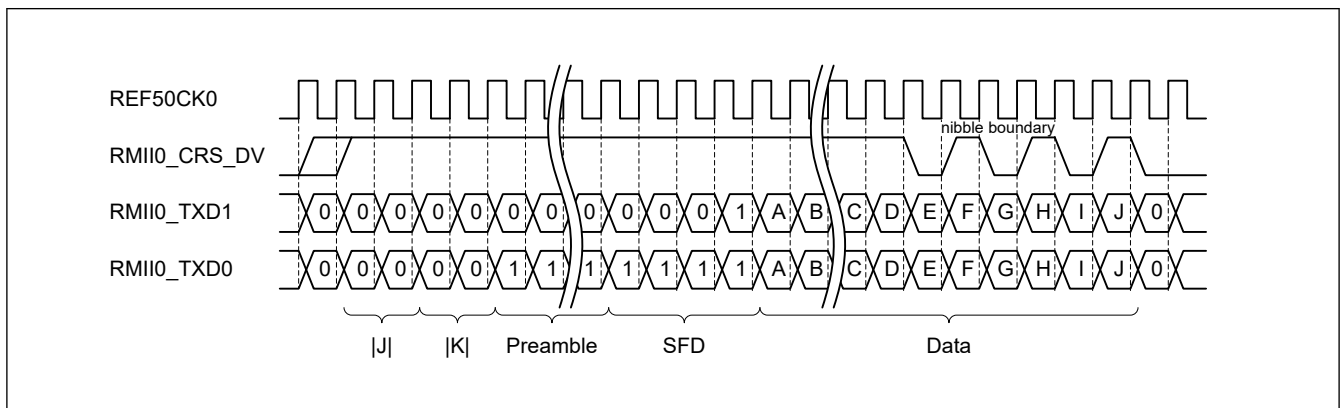 REF50CK0
nibble boundary
RMII0_CRS_DV
RMII0_TXD1 0 0 0 0 0 0 0 0 0 0 0 1 A B C D E F G H I J 0
RMII0_TXD0 0 0 0 0 0 1 1 1 1 1 1 1 A B C D E F G H I J 0
|J| |K| Preamble SFD Data